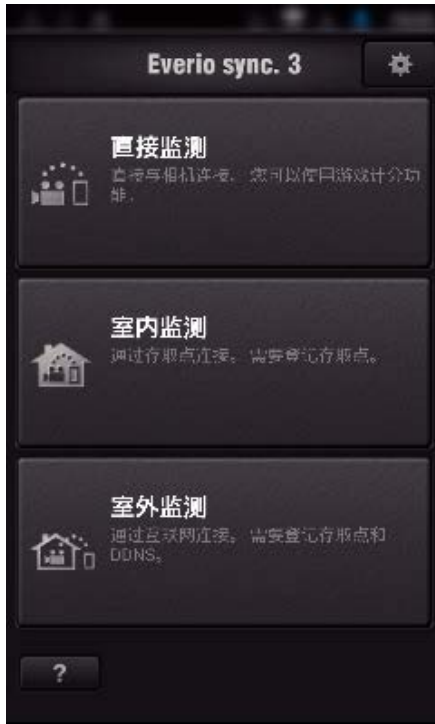 Everio sync. 3
直接监测
直接与相机连接。您可以使用游戏计分功
能。
室内监测
通过存取点连接。需要登记存取点。
室外监测
通过互联网连接。需要登记存取点和
DDNS。
?